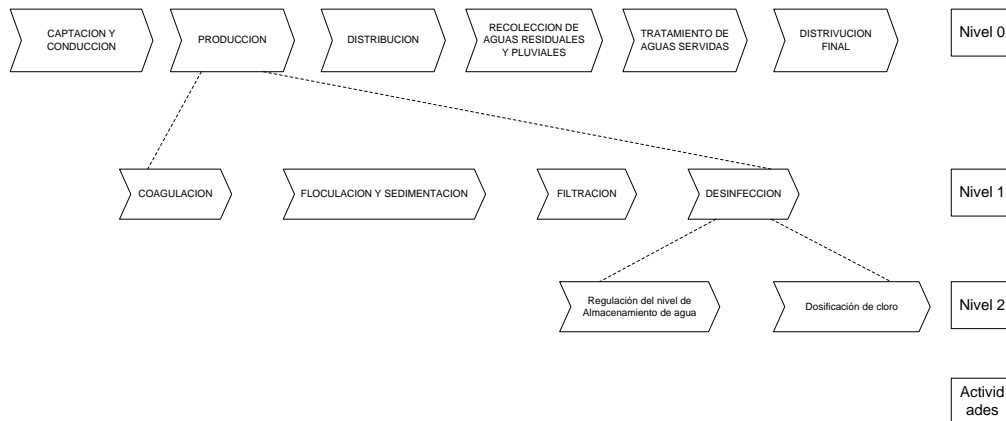 CAPTACION Y
CONDUCCION
PRODUCCION
DISTRIBUCION
RECOLECCION DE
AGUAS RESIDUALES
Y PLUVIALES
TRATAMIENTO DE
AGUAS SERVIDAS
DISTRIVUCION
FINAL
Nivel 0
COAGULACION
FLOCULACION Y SEDIMENTACION
FILTRACION
DESINFECCION
Nivel 1
Regulación del nivel de
Almacenamiento de agua
Dosificación de cloro
Nivel 2
Activid
ades